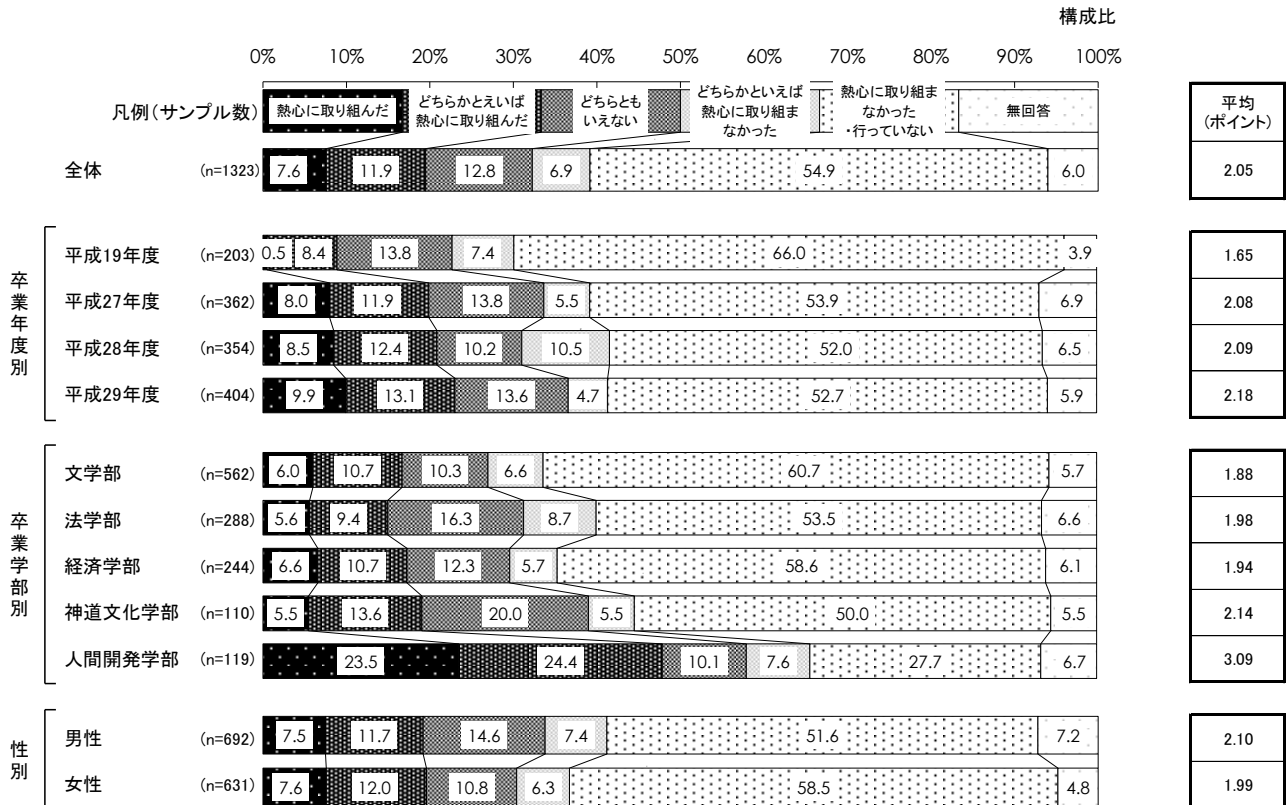 構成比
0% 10% 20% 30% 40% 50% 60% 70% 80% 90% 100%
凡例(サンプル数)
熱心に取り組んだ
どちらかとえいば
熱心に取り組んだ
どちらとも
いえない
どちらかといえば
熱心に取り組ま
なかった
熱心に取り組ま
なかった
・行っていない
無回答
平均
(ポイント)
全体 (n=1323) 7.6 11.9 12.8 6.9 54.9 6.0 2.05
卒業年度別
平成19年度 (n=203) 0.5 8.4 13.8 7.4 66.0 3.9 1.65
平成27年度 (n=362) 8.0 11.9 13.8 5.5 53.9 6.9 2.08
平成28年度 (n=354) 8.5 12.4 10.2 10.5 52.0 6.5 2.09
平成29年度 (n=404) 9.9 13.1 13.6 4.7 52.7 5.9 2.18
卒業学部別
文学部 (n=562) 6.0 10.7 10.3 6.6 60.7 5.7 1.88
法学部 (n=288) 5.6 9.4 16.3 8.7 53.5 6.6 1.98
経済学部 (n=244) 6.6 10.7 12.3 5.7 58.6 6.1 1.94
神道文化学部 (n=110) 5.5 13.6 20.0 5.5 50.0 5.5 2.14
人間開発学部 (n=119) 23.5 24.4 10.1 7.6 27.7 6.7 3.09
性別
男性 (n=692) 7.5 11.7 14.6 7.4 51.6 7.2 2.10
女性 (n=631) 7.6 12.0 10.8 6.3 58.5 4.8 1.99